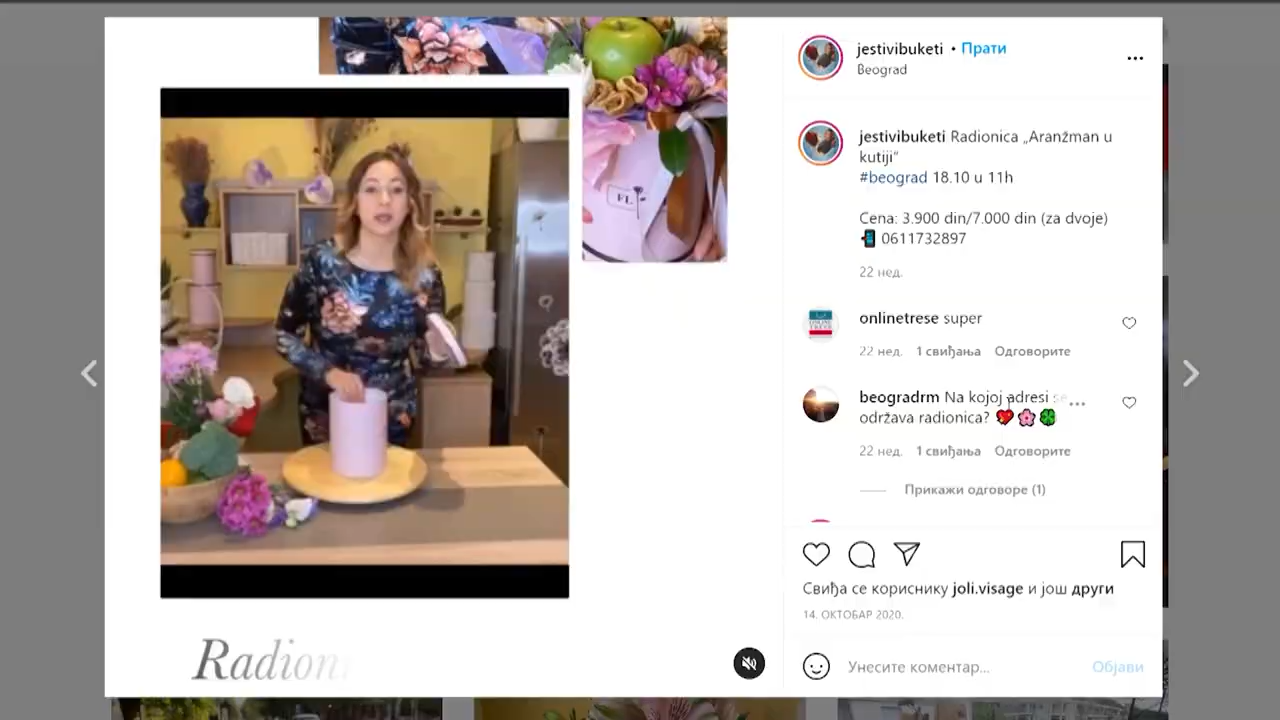 jestivibuketi • Прати
Beograd
jestivibuketi Radionica „Aranžman u
kutiji“
#beograd 18.10 u 11h
Cena: 3.900 din/7.000 din (za dvoje)
0611732897
22 нед.
onlinetrese super
22 нед. 1 свиђања Одговорите
beogradrm Na kojoj adresi se
održava radionica?
22 нед. 1 свиђања Одговорите
Прикажи одговоре (1)
Свиђа се кориснику joli.visage и још други
14. ОКТОБАР 2020.
Унесите коментар...
Објави
FL
Radion